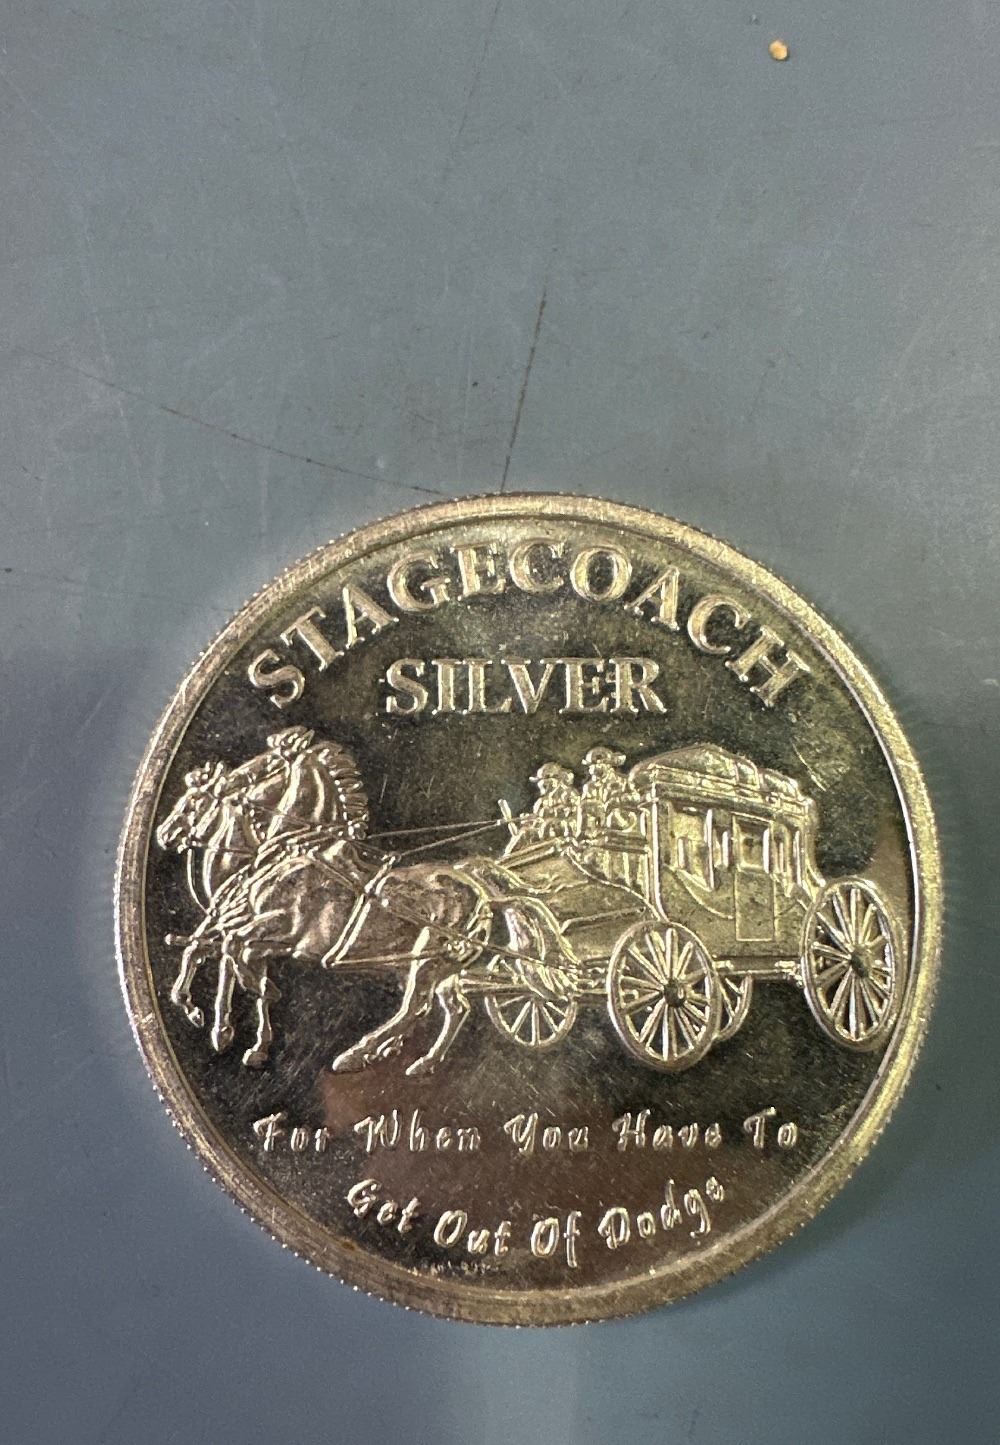 STAGECOACH
SILVER
For When You Have To
Get Out Of Dodge